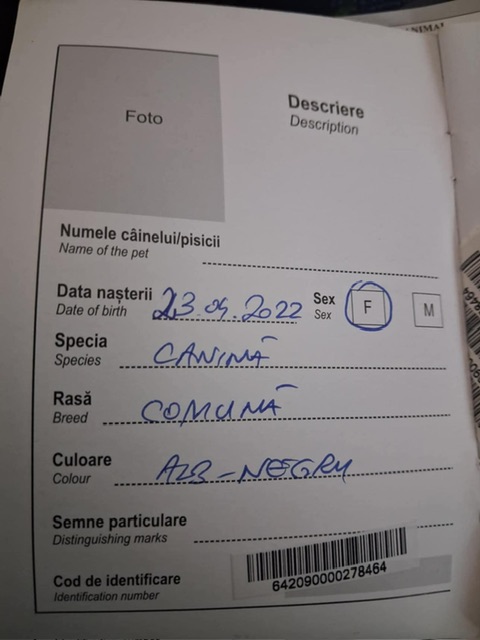 Foto
Descriere
Description
Numele câinelui/pisicii
Name of the pet
Data nașterii 23.09.2022 Sex F M
Date of birth Sex
Specia CANINĂ
Species
Rasă COMUNĂ
Breed
Culoare ALB-NEGRU
Colour
Semne particulare
Distinguishing marks
Cod de identificare
Identification number
642090000278464